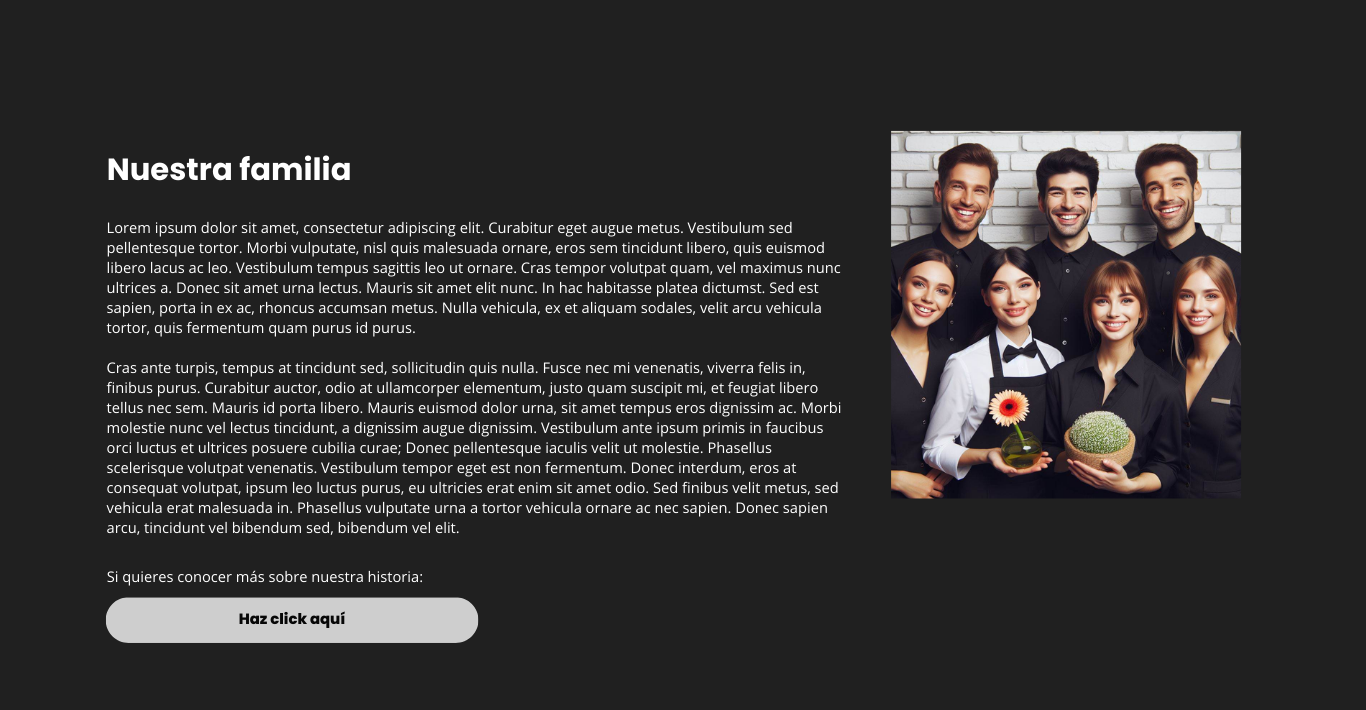 Nuestra familia
Lorem ipsum dolor sit amet, consectetur adipiscing elit. Curabitur eget augue metus. Vestibulum sed
pellentesque tortor. Morbi vulputate, nisl quis malesuada ornare, eros sem tincidunt libero, quis euismod
libero lacus ac leo. Vestibulum tempus sagittis leo ut ornare. Cras tempor volutpat quam, vel maximus nunc
ultrices a. Donec sit amet urna lectus. Mauris sit amet elit nunc. In hac habitasse platea dictumst. Sed est
sapien, porta in ex ac, rhoncus accumsan metus. Nulla vehicula, ex et aliquam sodales, velit arcu vehicula
tortor, quis fermentum quam purus id purus.
Cras ante turpis, tempus at tincidunt sed, sollicitudin quis nulla. Fusce nec mi venenatis, viverra felis in,
finibus purus. Curabitur auctor, odio at ullamcorper elementum, justo quam suscipit mi, et feugiat libero
tellus nec sem. Mauris id porta libero. Mauris euismod dolor urna, sit amet tempus eros dignissim ac. Morbi
molestie nunc vel lectus tincidunt, a dignissim augue dignissim. Vestibulum ante ipsum primis in faucibus
orci luctus et ultrices posuere cubilia curae; Donec pellentesque iaculis velit ut molestie. Phasellus
scelerisque volutpat venenatis. Vestibulum tempor eget est non fermentum. Donec interdum, eros at
consequat volutpat, ipsum leo luctus purus, eu ultricies erat enim sit amet odio. Sed finibus velit metus, sed
vehicula erat malesuada in. Phasellus vulputate urna a tortor vehicula ornare ac nec sapien. Donec sapien
arcu, tincidunt vel bibendum sed, bibendum vel elit.
Si quieres conocer más sobre nuestra historia:
Haz click aquí